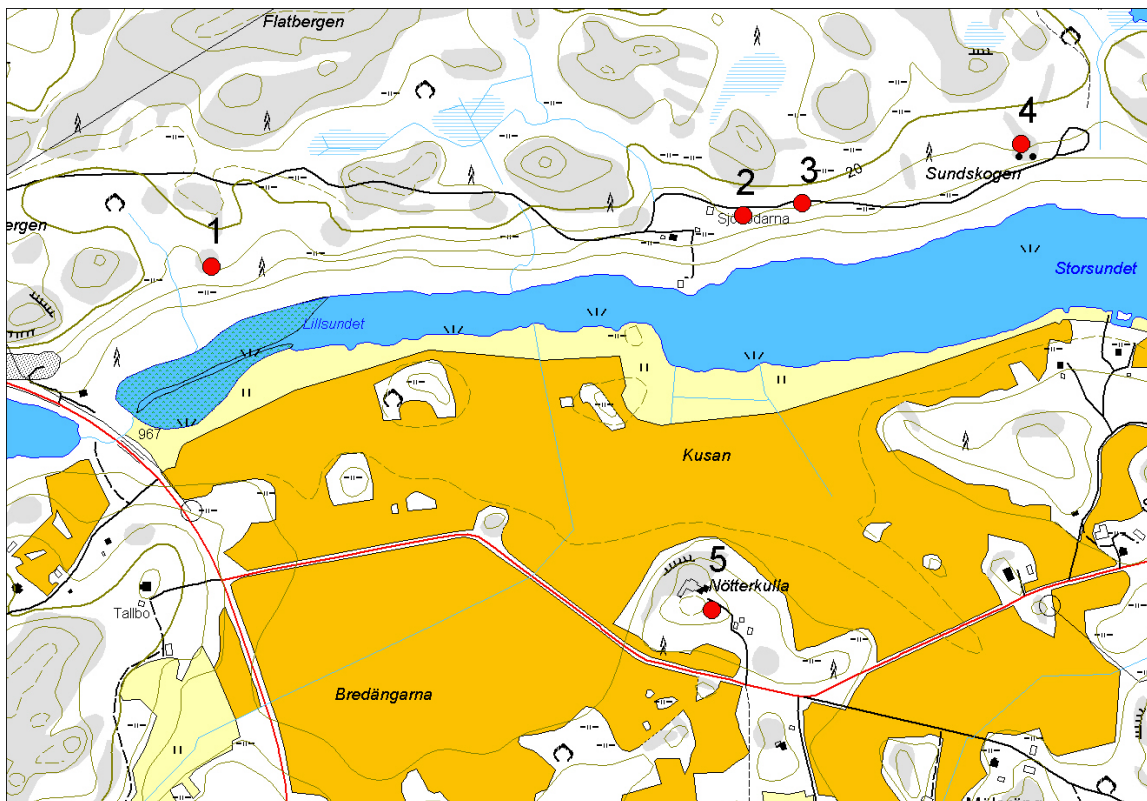 Flatbergen
4
20
Sundskogen
3
2
bergen
1
Storsundet
Lillsundet
967
Kusan
5
Nötterkulla
Tallbo
Bredängarna